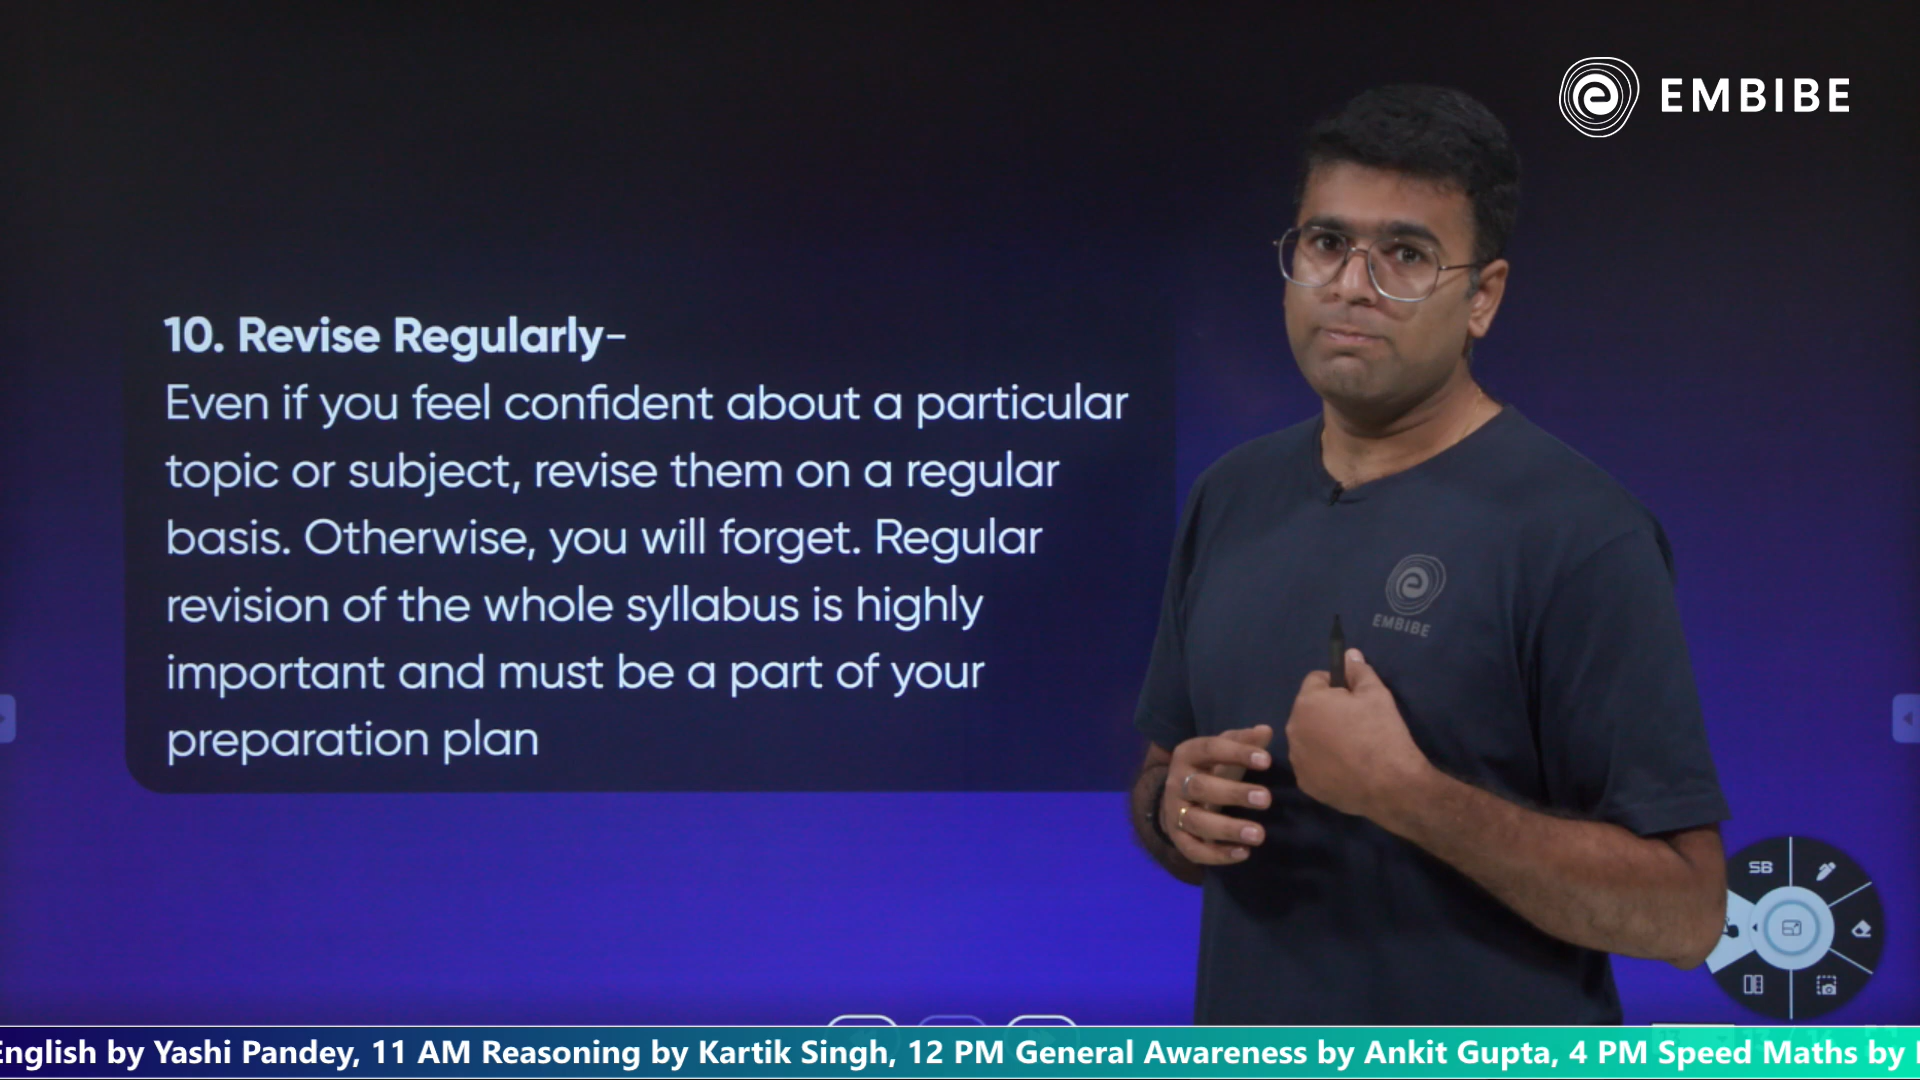 EMBIBE
10. Revise Regularly-
Even if you feel confident about a particular
topic or subject, revise them on a regular
basis. Otherwise, you will forget. Regular
revision of the whole syllabus is highly
important and must be a part of your
preparation plan
EMBIBE
SB
English by Yashi Pandey, 11 AM Reasoning by Kartik Singh, 12 PM General Awareness by Ankit Gupta, 4 PM Speed Maths by